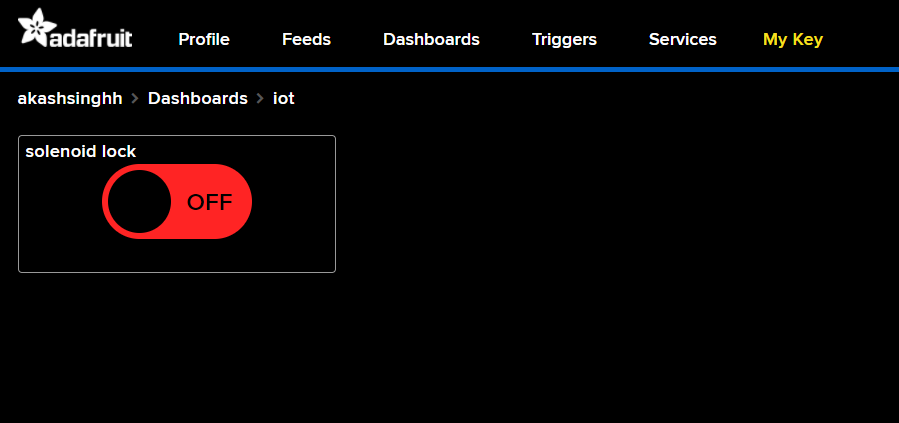 adafruit Profile Feeds Dashboards Triggers Services My Key
akashsinghh > Dashboards > iot
solenoid lock
OFF